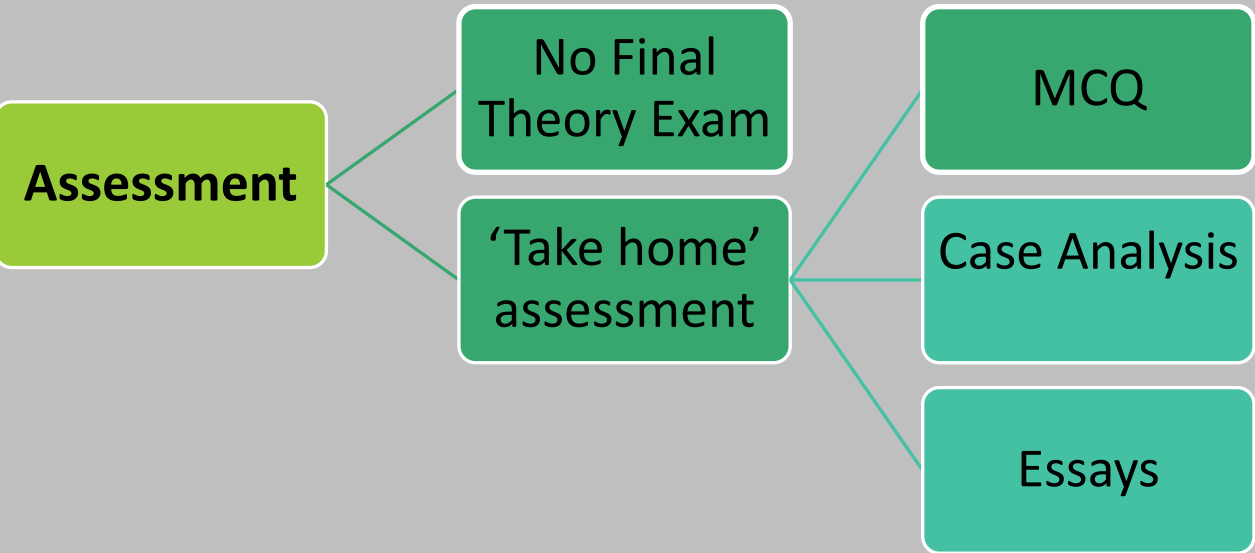 Assessment
No Final
Theory Exam
‘Take home’
assessment
MCQ
Case Analysis
Essays